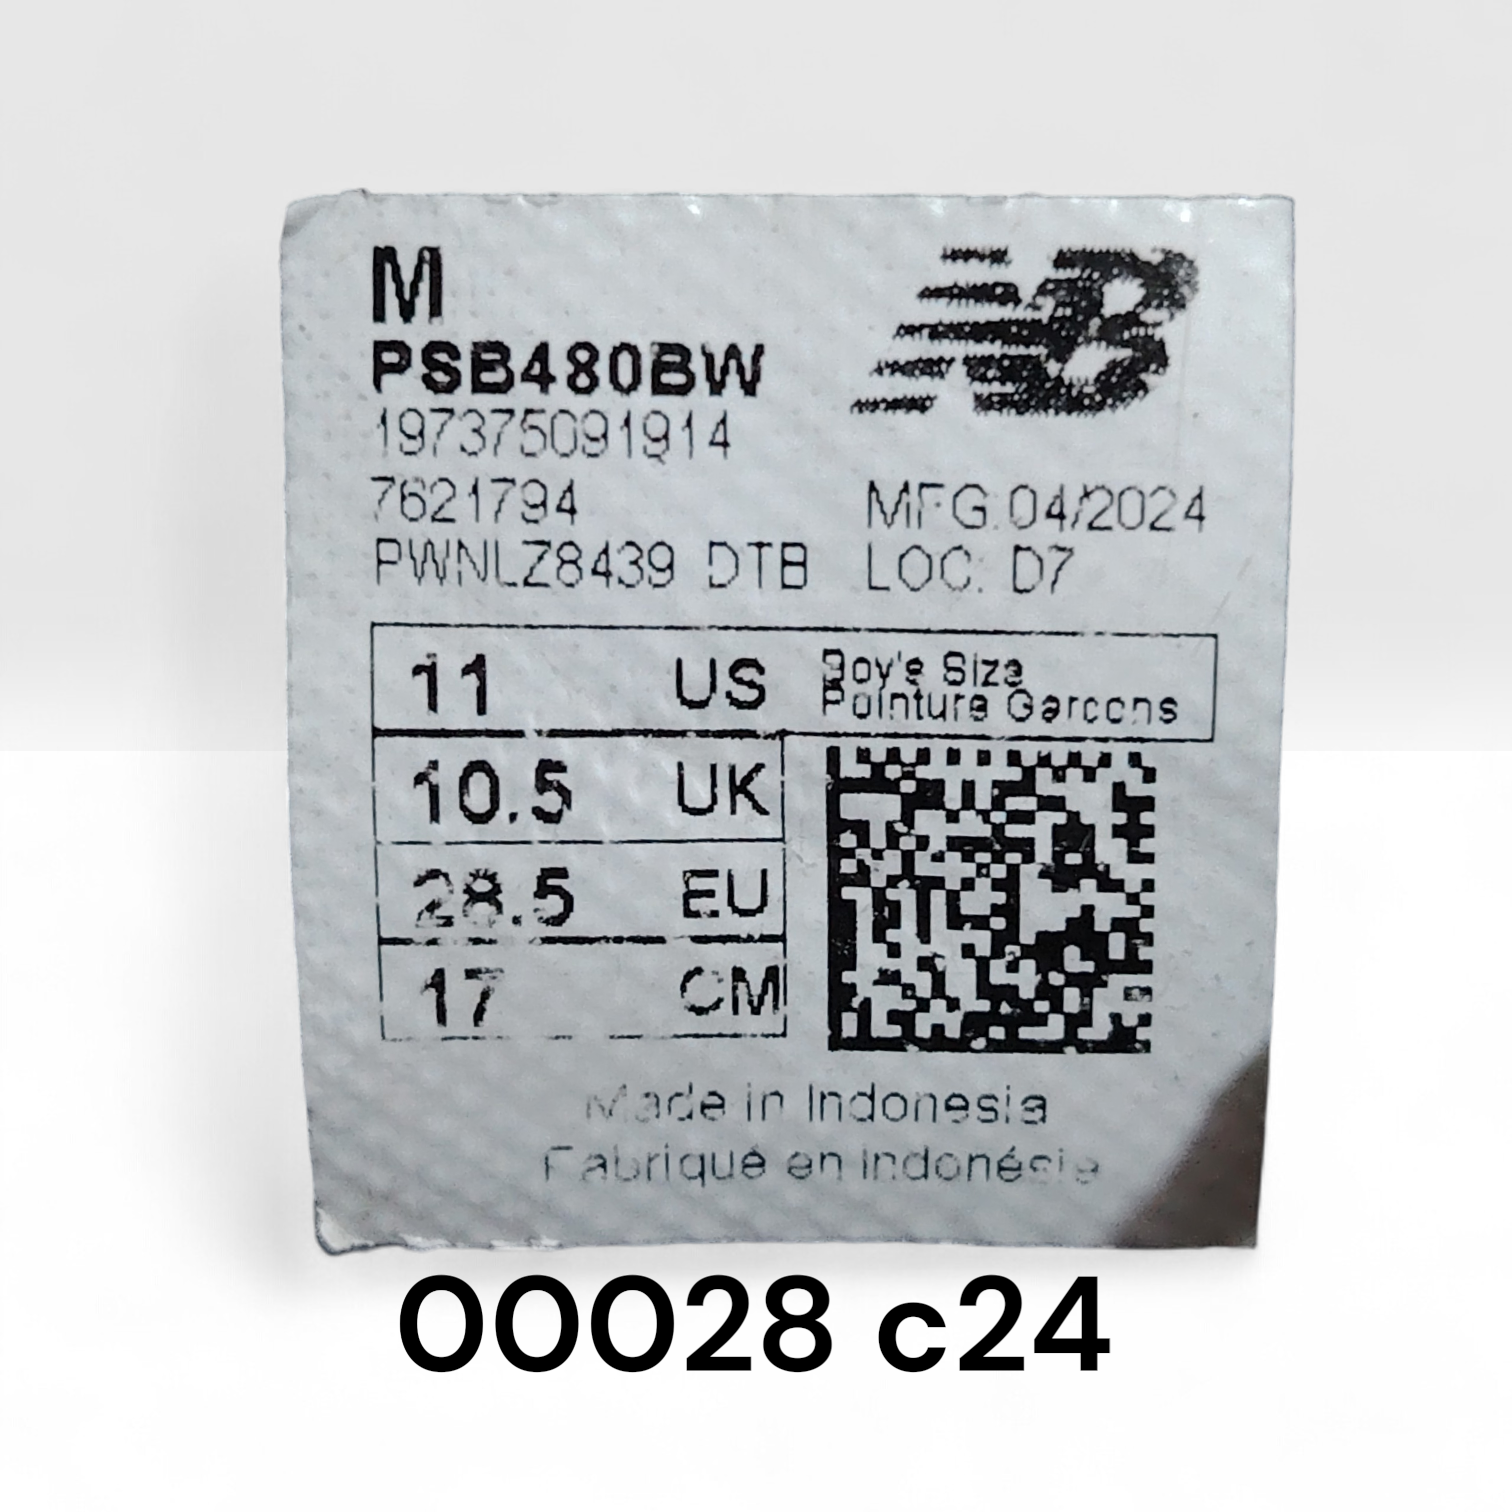 M
PSB480BW
197375091914
7621794 MFG.04/2024
PWNLZ8439 DTB LOC: D7
11 US Boy's Size
Pointure Garcons
10.5 UK
28.5 EU
17 CM
Made in Indonesia
Fabriqué en Indonésie
00028 c24